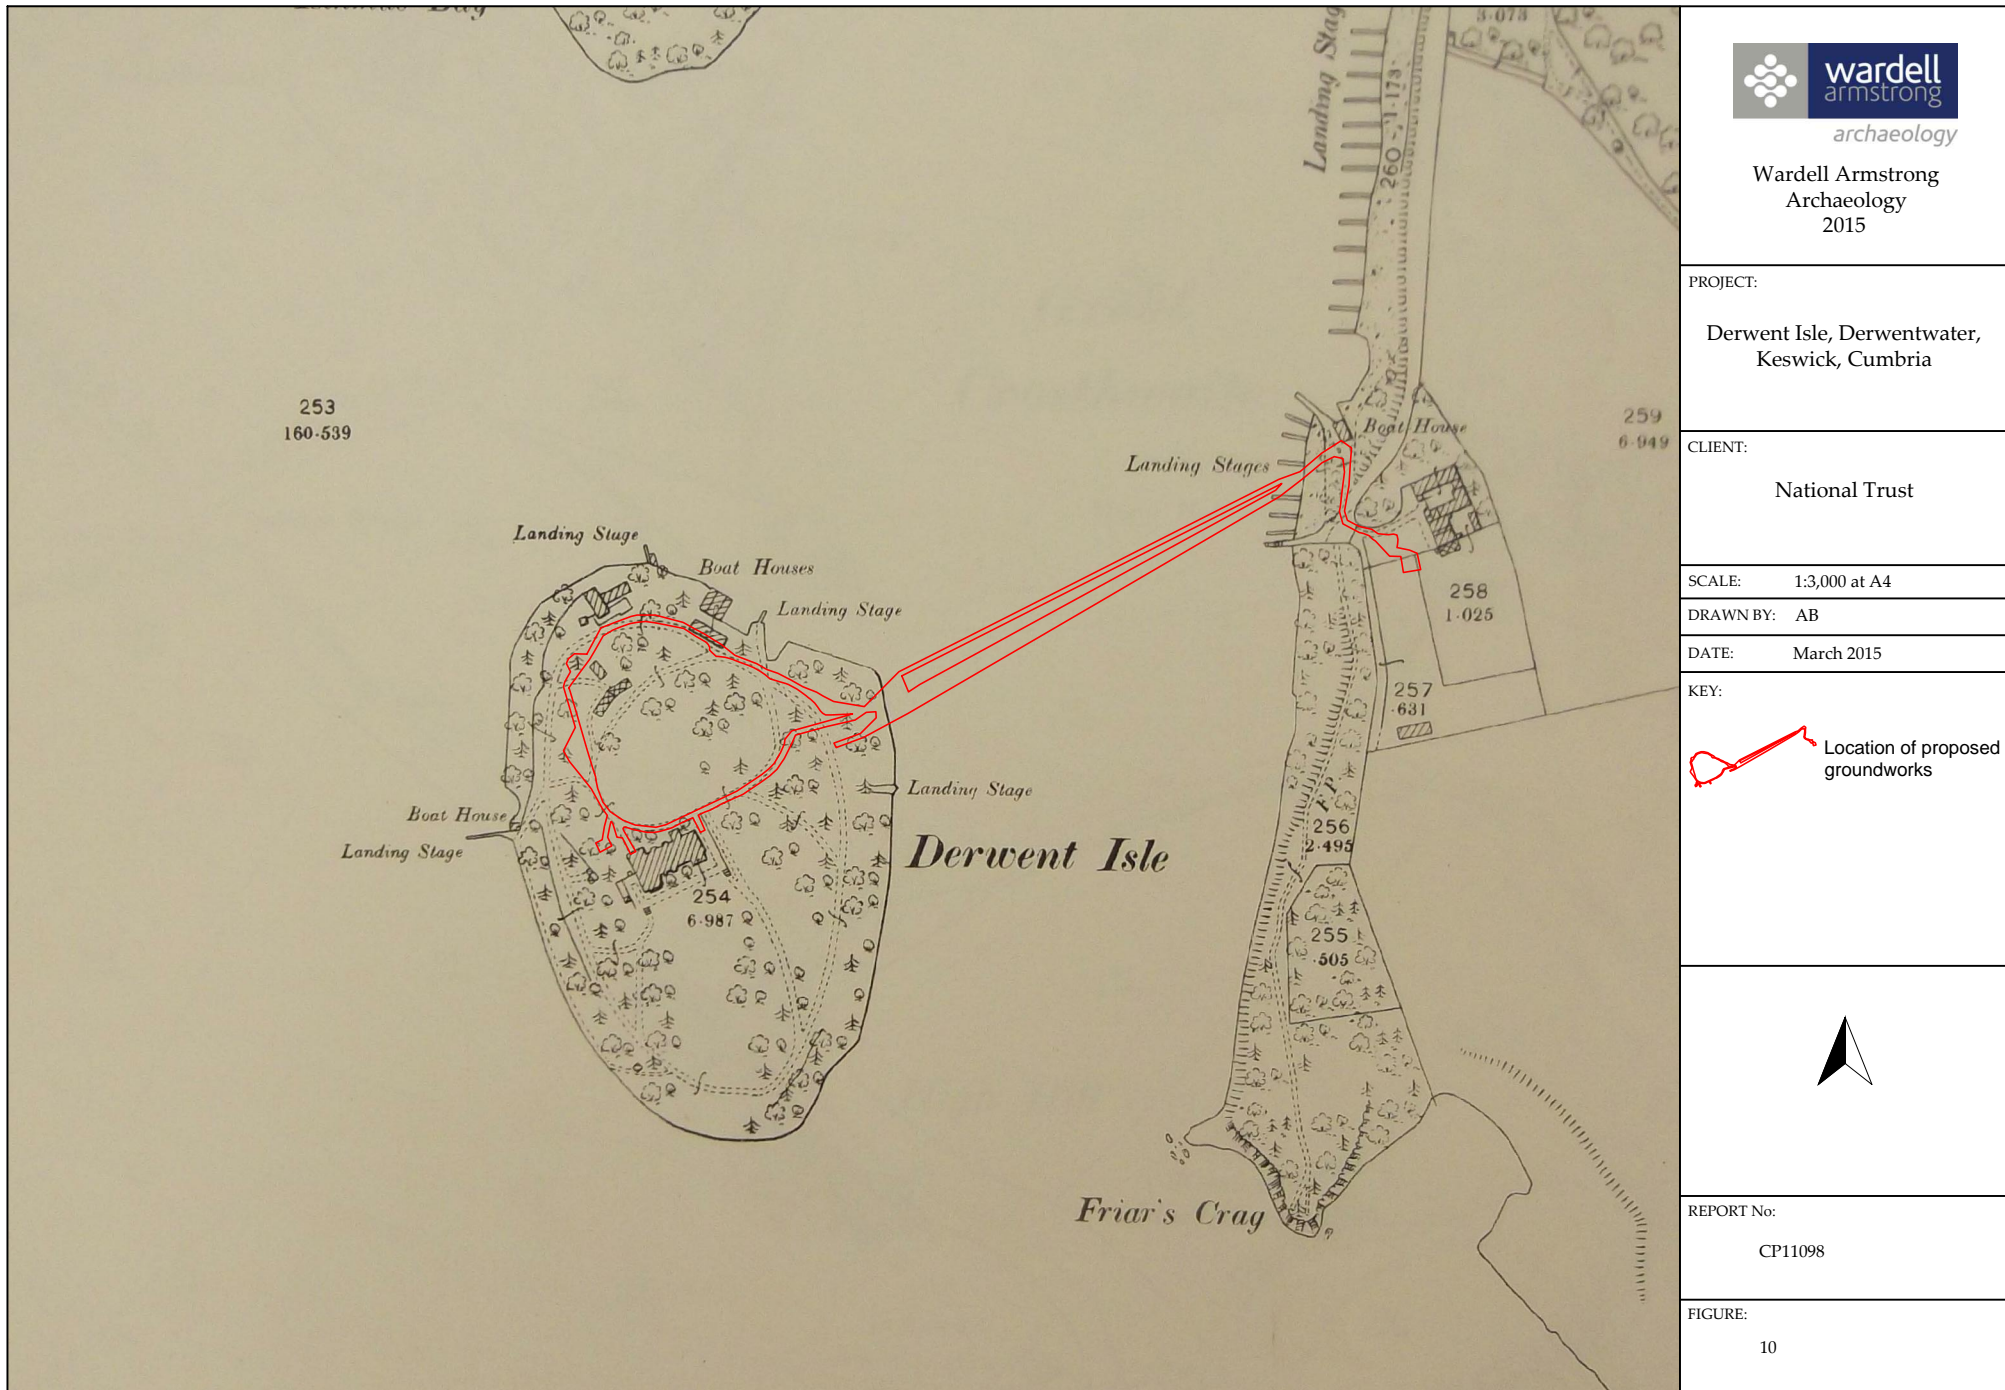 Landing Stag
3·073
260 - 1·173
253
160·539
259
6·949
Boat House
Landing Stages
Landing Stage
Boat Houses
Landing Stage
258
1·025
257
·631
Landing Stage
Boat House
Landing Stage
Derwent Isle
F.P.
256
2·495
254
6·987
255
·505
Friar's Crag
wardell
armstrong
archaeology
Wardell Armstrong
Archaeology
2015
PROJECT:
Derwent Isle, Derwentwater,
Keswick, Cumbria
CLIENT:
National Trust
SCALE: 1:3,000 at A4
DRAWN BY: AB
DATE: March 2015
KEY:
Location of proposed
groundworks
REPORT No:
CP11098
FIGURE:
10